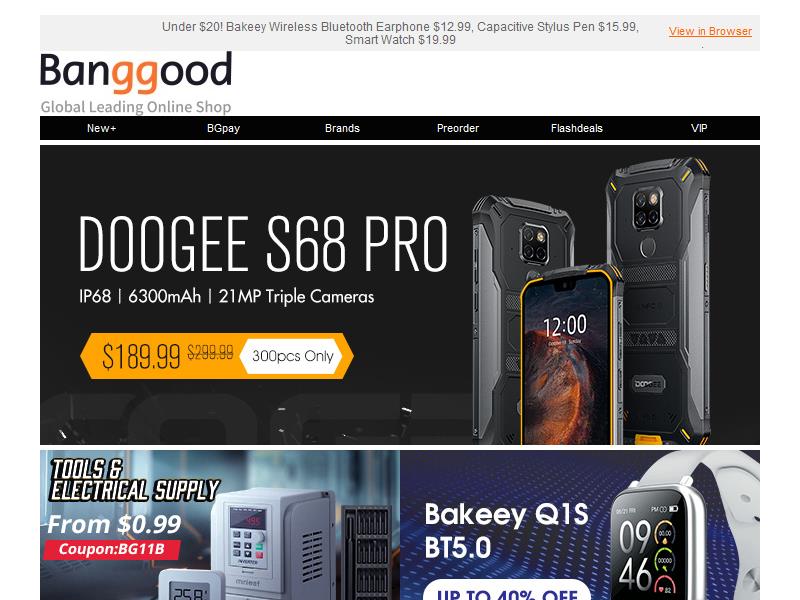 Under $20! Bakeey Wireless Bluetooth Earphone $12.99, Capacitive Stylus Pen $15.99,
Smart Watch $19.99
View in Browser
.
Banggood
Global Leading Online Shop
New+ BGpay Brands Preorder Flashdeals VIP
DOOGEE S68 PRO
IP68 | 6300mAh | 21MP Triple Cameras
$189.99 $299.99 300pcs Only
12:00
DOOGEE
TOOLS &
ELECTRICAL SUPPLY
From $0.99
Coupon:BG11B
INVERTER
minleaf
Bakeey Q1S
BT5.0
UP TO 40% OFF
09
46